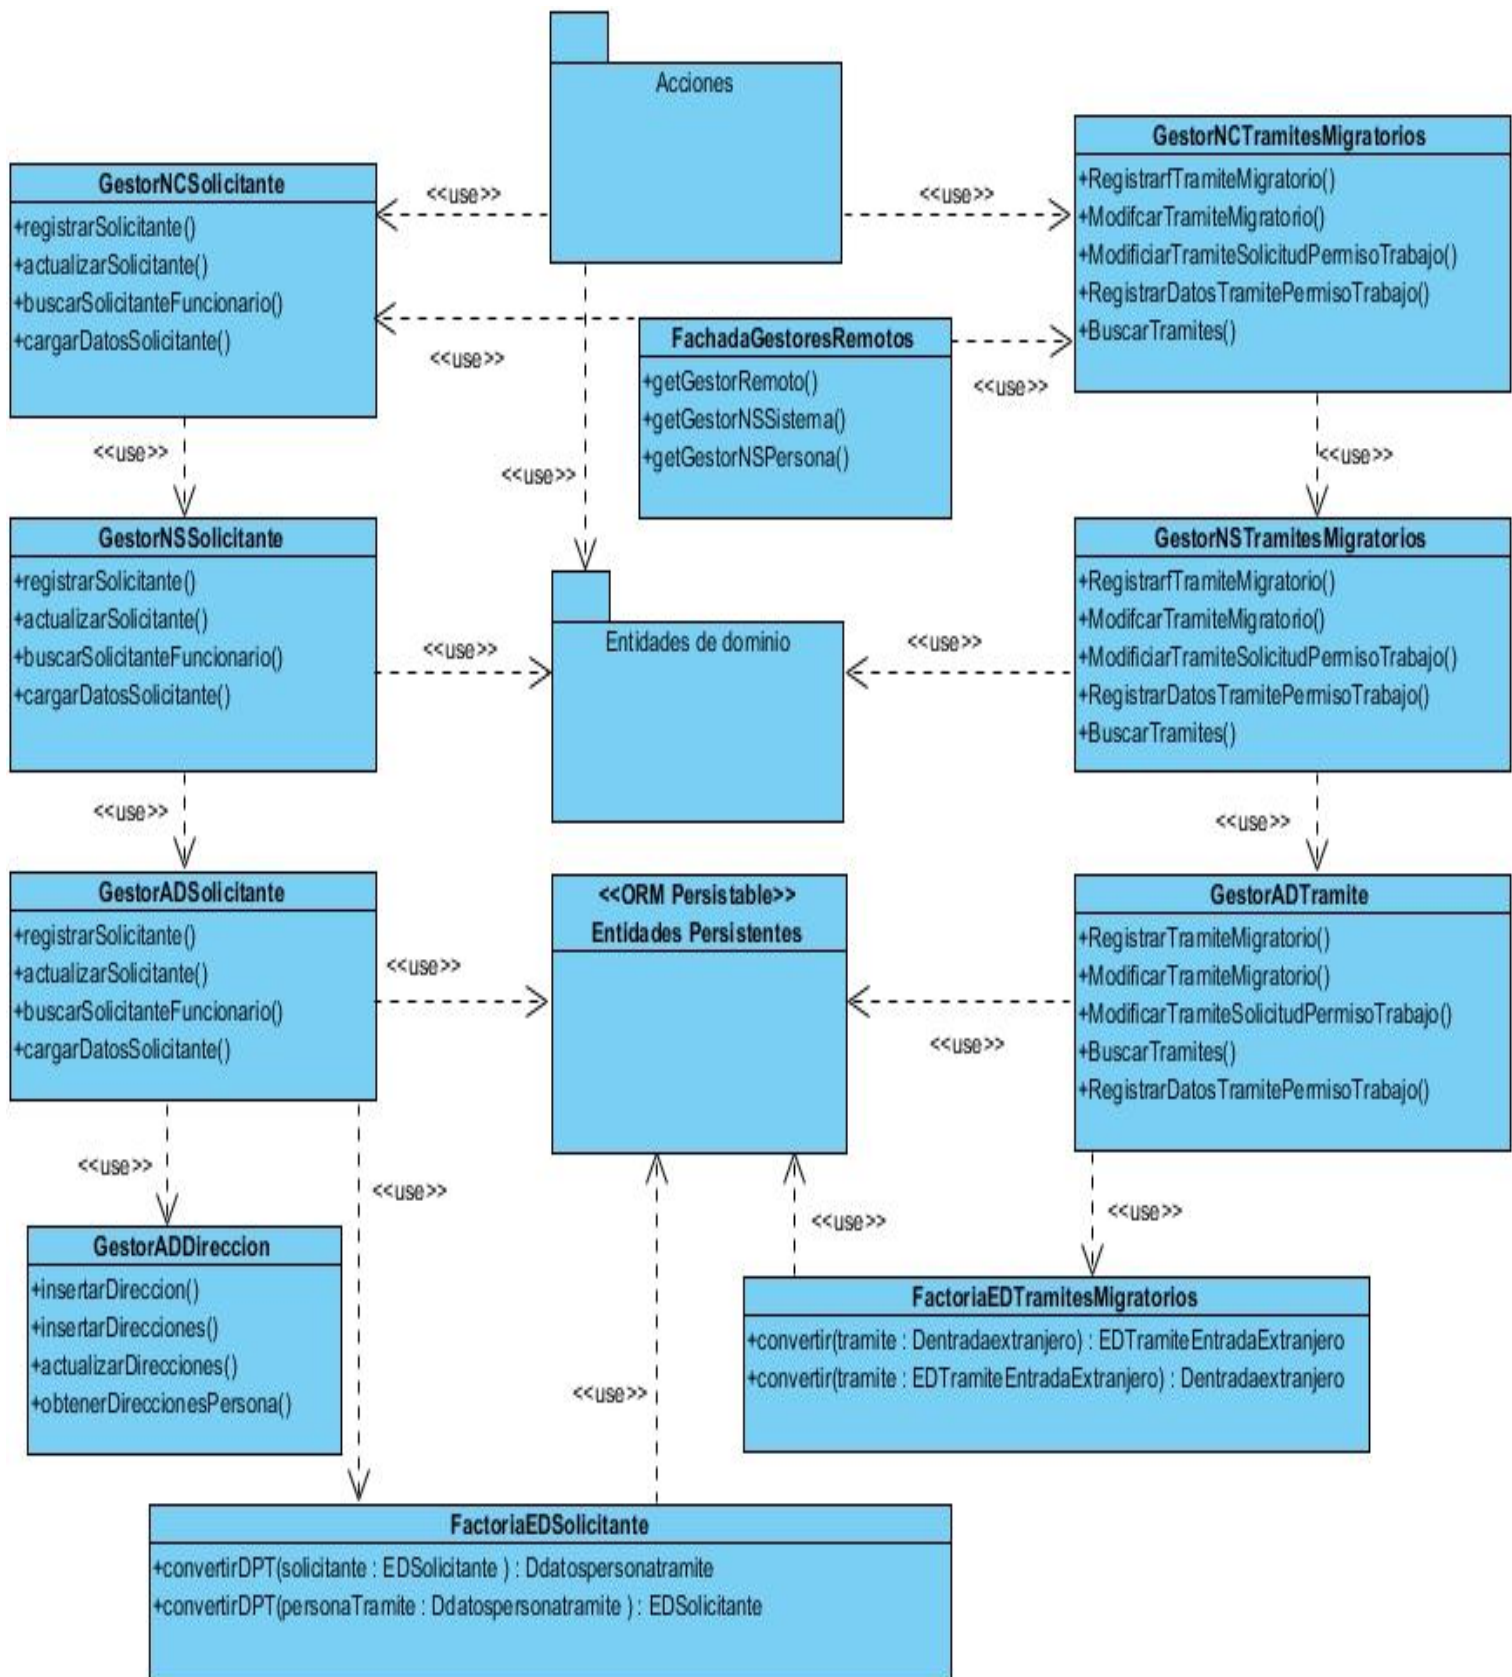 Acciones
GestorNCTramitesMigratorios
+RegistrarfTramiteMigratorio()
+ModifcarTramiteMigratorio()
+ModificiarTramiteSolicitudPermisoTrabajo()
+RegistrarDatosTramitePermisoTrabajo()
+BuscarTramites()
GestorNCSolicitante
+registrarSolicitante()
+actualizarSolicitante()
+buscarSolicitanteFuncionario()
+cargarDatosSolicitante()
<<use>>
<<use>>
<<use>>
FachadaGestoresRemotos
+getGestorRemoto()
+getGestorNSSistema()
+getGestorNSPersona()
<<use>>
<<use>>
<<use>>
<<use>>
GestorNSSolicitante
+registrarSolicitante()
+actualizarSolicitante()
+buscarSolicitanteFuncionario()
+cargarDatosSolicitante()
<<use>>
Entidades de dominio
<<use>>
GestorNSTramitesMigratorios
+RegistrarfTramiteMigratorio()
+ModifcarTramiteMigratorio()
+ModificiarTramiteSolicitudPermisoTrabajo()
+RegistrarDatosTramitePermisoTrabajo()
+BuscarTramites()
<<use>>
<<use>>
GestorADSolicitante
+registrarSolicitante()
+actualizarSolicitante()
+buscarSolicitanteFuncionario()
+cargarDatosSolicitante()
<<use>>
<<ORM Persistable>>
Entidades Persistentes
<<use>>
GestorADTramite
+RegistrarTramiteMigratorio()
+ModificarTramiteMigratorio()
+ModificarTramiteSolicitudPermisoTrabajo()
+BuscarTramites()
+RegistrarDatosTramitePermisoTrabajo()
<<use>>
<<use>>
<<use>>
<<use>>
GestorADDireccion
+insertarDireccion()
+insertarDirecciones()
+actualizarDirecciones()
+obtenerDireccionesPersona()
<<use>>
FactoriaEDTramitesMigratorios
+convertir(tramite : Dentradaextranjero) : EDTramiteEntradaExtranjero
+convertir(tramite : EDTramiteEntradaExtranjero) : Dentradaextranjero
FactoriaEDSolicitante
+convertirDPT(solicitante : EDSolicitante ) : Ddatospersonatramite
+convertirDPT(personaTramite : Ddatospersonatramite ) : EDSolicitante